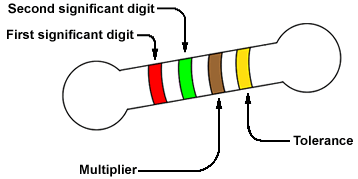 Second significant digit
First significant digit
Tolerance
Multiplier